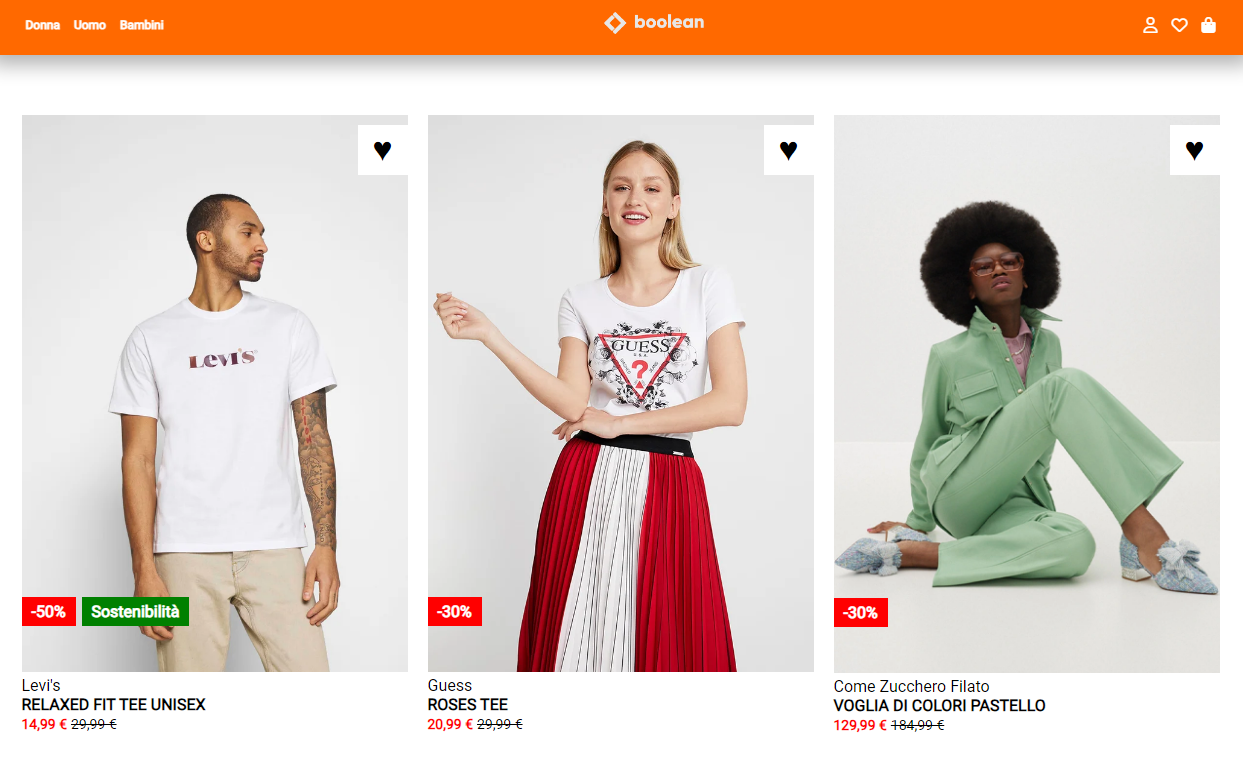 Donna Uomo Bambini
boolean
♥
LEVI'S
-50% Sostenibilità
Levi's
RELAXED FIT TEE UNISEX
14,99 € 29,99 €
♥
GUESS
U.S.A.
?
-30%
Guess
ROSES TEE
20,99 € 29,99 €
♥
-30%
Come Zucchero Filato
VOGLIA DI COLORI PASTELLO
129,99 € 184,99 €